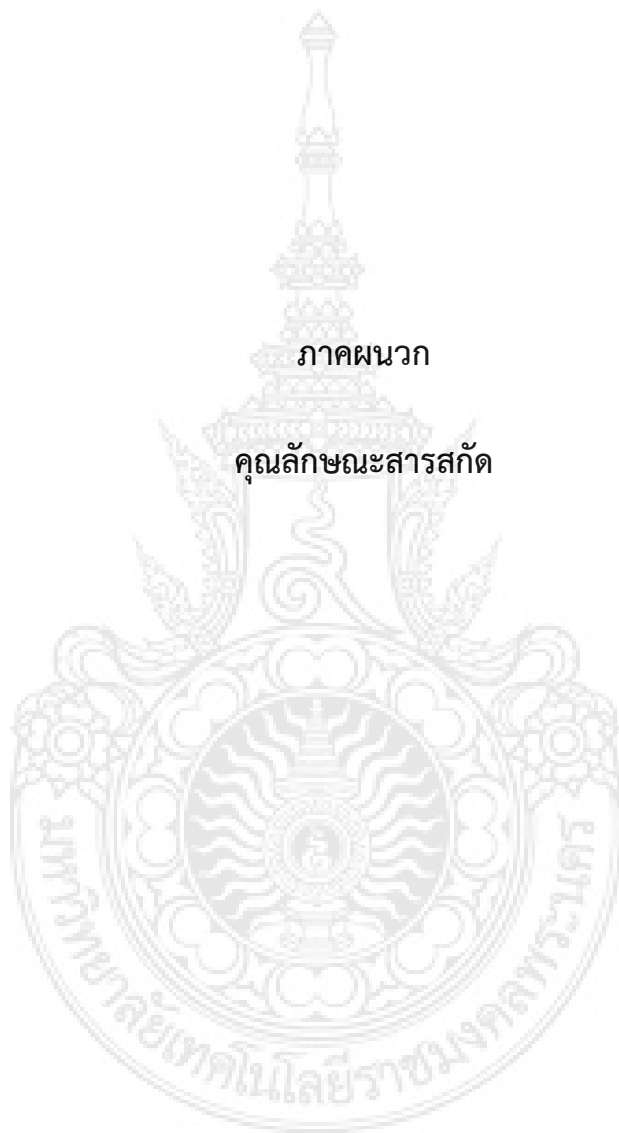 ภาคผนวก
คุณลักษณะสารสกัด
มหาวิทยาลัยเทคโนโลยีราชมงคลพระนคร